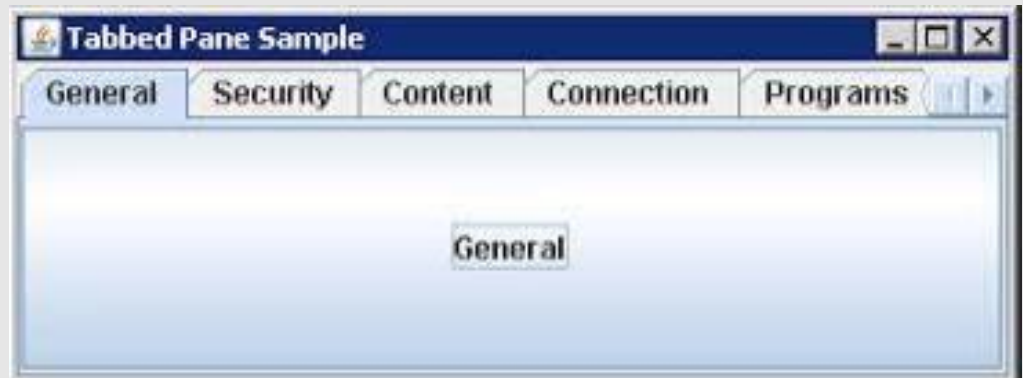 Tabbed Pane Sample
General Security Content Connection Programs
General